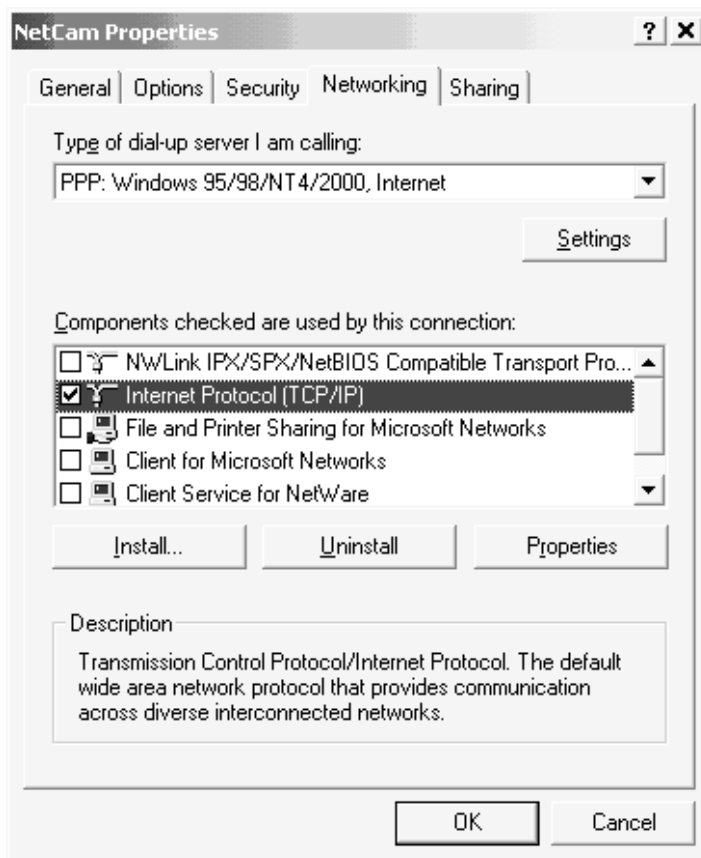 NetCam Properties
General Options Security Networking Sharing
Type of dial-up server I am calling:
PPP: Windows 95/98/NT4/2000, Internet
Settings
Components checked are used by this connection:
NWLink IPX/SPX/NetBIOS Compatible Transport Pro...
Internet Protocol (TCP/IP)
File and Printer Sharing for Microsoft Networks
Client for Microsoft Networks
Client Service for NetWare
Install... Uninstall Properties
Description
Transmission Control Protocol/Internet Protocol. The default
wide area network protocol that provides communication
across diverse interconnected networks.
OK Cancel